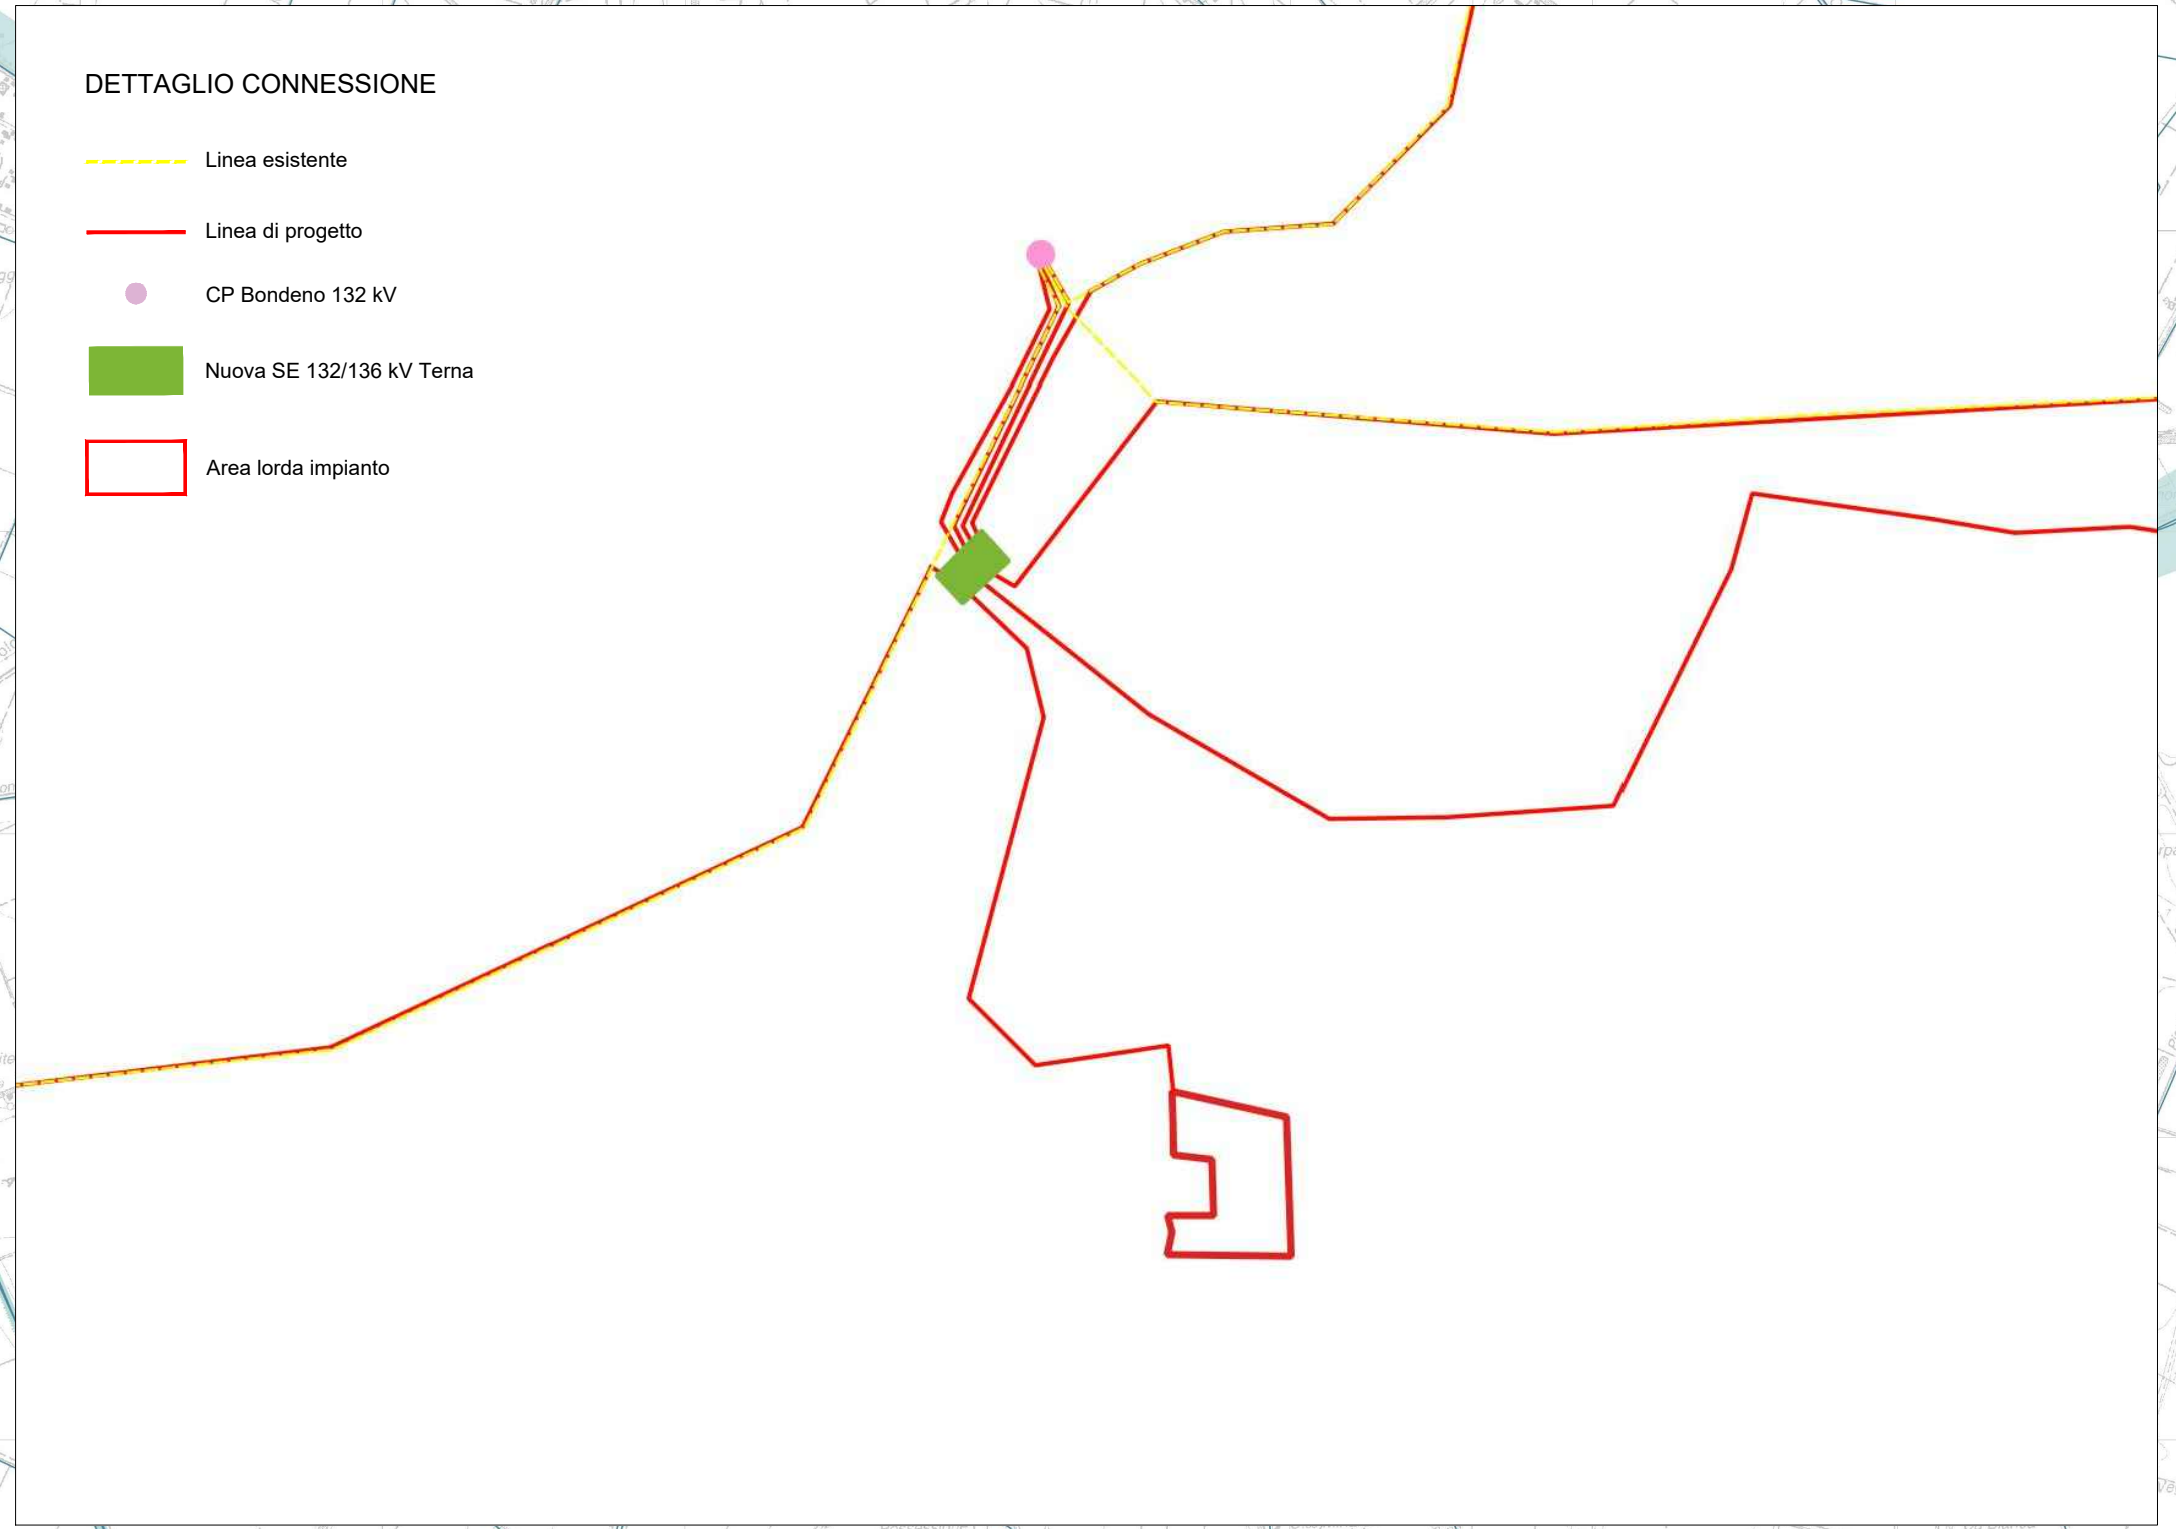 DETTAGLIO CONNESSIONE
Linea esistente
Linea di progetto
CP Bondeno 132 kV
Nuova SE 132/136 kV Terna
Area lorda impianto